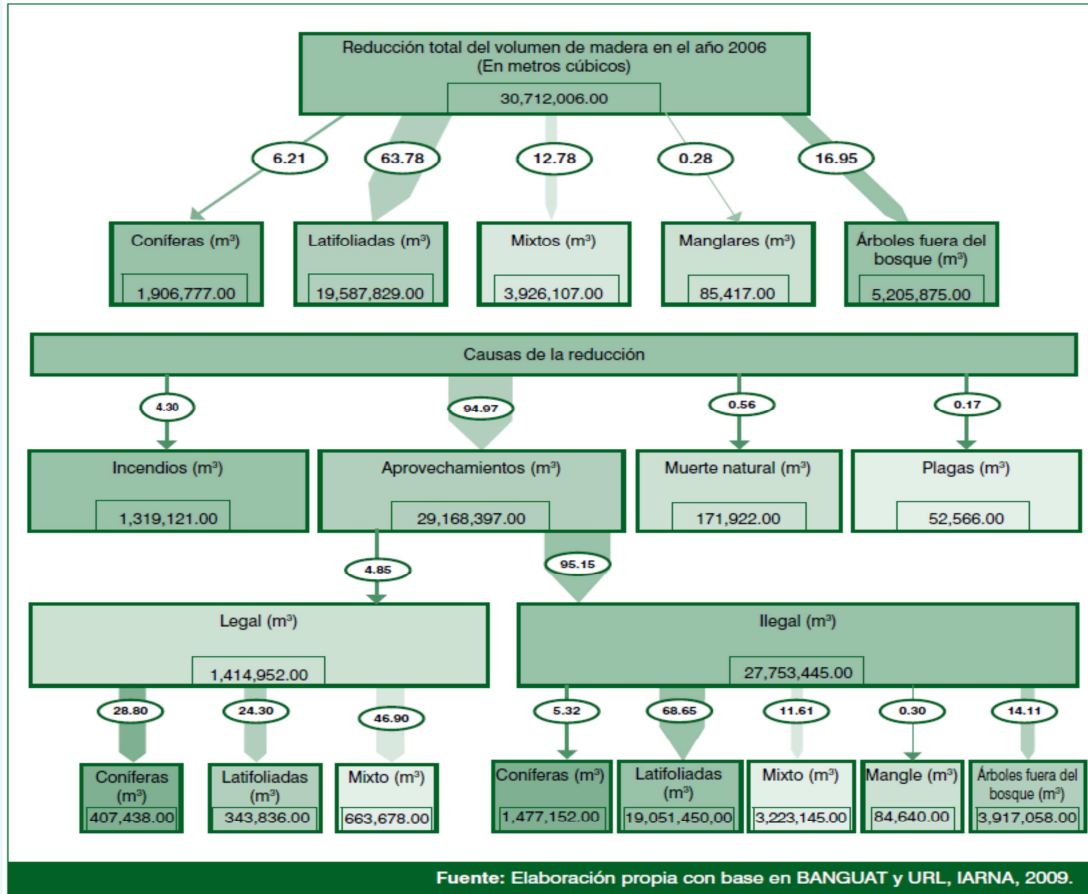 Reducción total del volumen de madera en el año 2006
(En metros cúbicos)
30,712,006.00
6.21
63.78
12.78
0.28
16.95
Coníferas (m³)
1,906,777.00
Latifoliadas (m³)
19,587,829.00
Mixtos (m³)
3,926,107.00
Manglares (m³)
85,417.00
Árboles fuera del
bosque (m³)
5,205,875.00
Causas de la reducción
4.30
94.97
0.56
0.17
Incendios (m³)
1,319,121.00
Aprovechamientos (m³)
29,168,397.00
Muerte natural (m³)
171,922.00
Plagas (m³)
52,566.00
4.85
95.15
Legal (m³)
1,414,952.00
Ilegal (m³)
27,753,445.00
28.80
24.30
46.90
5.32
68.65
11.61
0.30
14.11
Coníferas
(m³)
407,438.00
Latifoliadas
(m³)
343,836.00
Mixto (m³)
663,678.00
Coníferas (m³)
1,477,152.00
Latifoliadas
(m³)
19,051,450,00
Mixto (m³)
3,223,145.00
Mangle (m³)
84,640.00
Árboles fuera del
bosque (m³)
3,917,058.00
Fuente: Elaboración propia con base en BANGUAT y URL, IARNA, 2009.